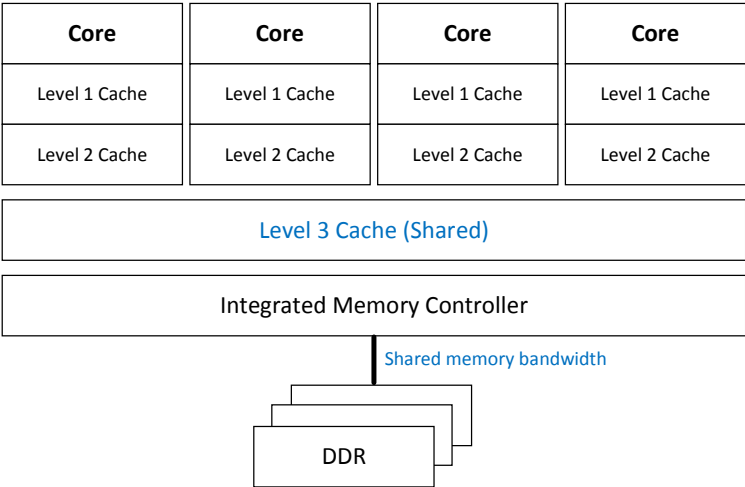 Core Core Core Core
Level 1 Cache Level 1 Cache Level 1 Cache Level 1 Cache
Level 2 Cache Level 2 Cache Level 2 Cache Level 2 Cache
Level 3 Cache (Shared)
Integrated Memory Controller
Shared memory bandwidth
DDR